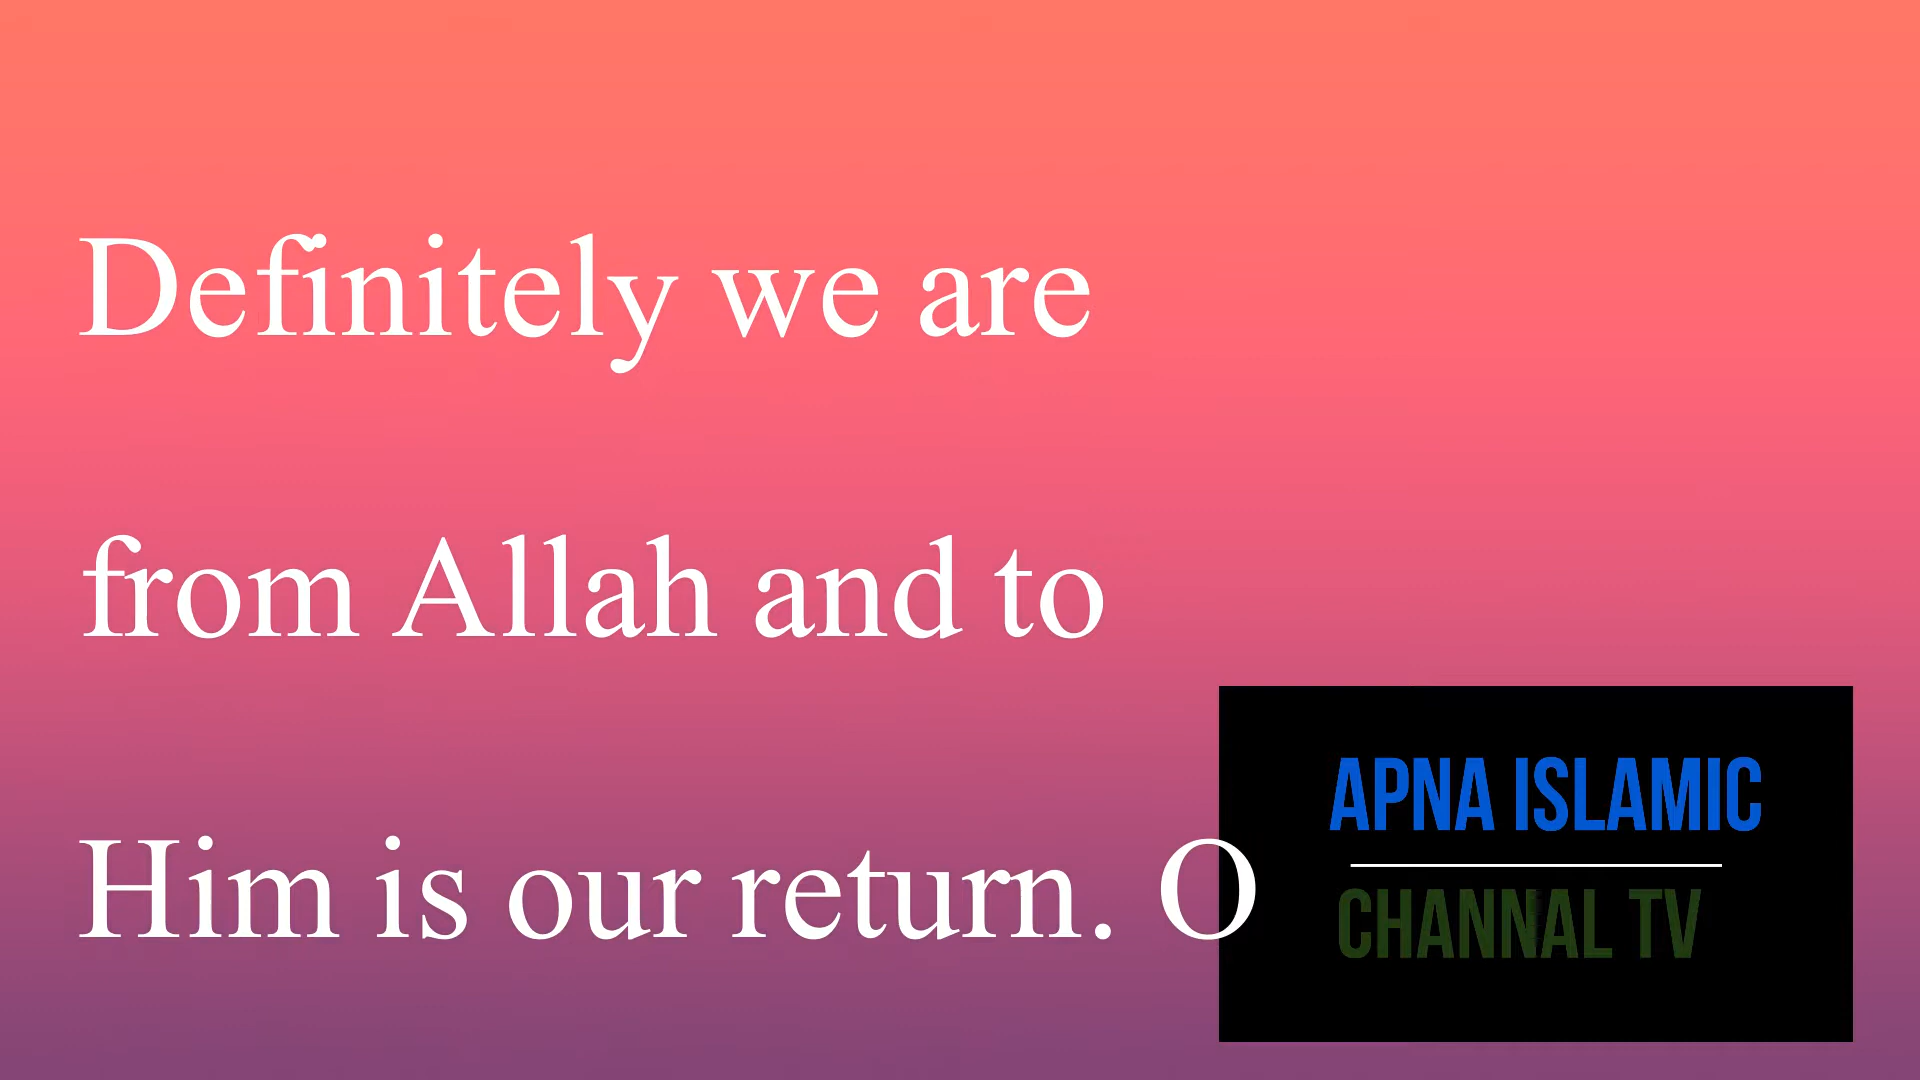 Definitely we are
from Allah and to
Him is our return. O
APNA ISLAMIC
CHANNAL TV